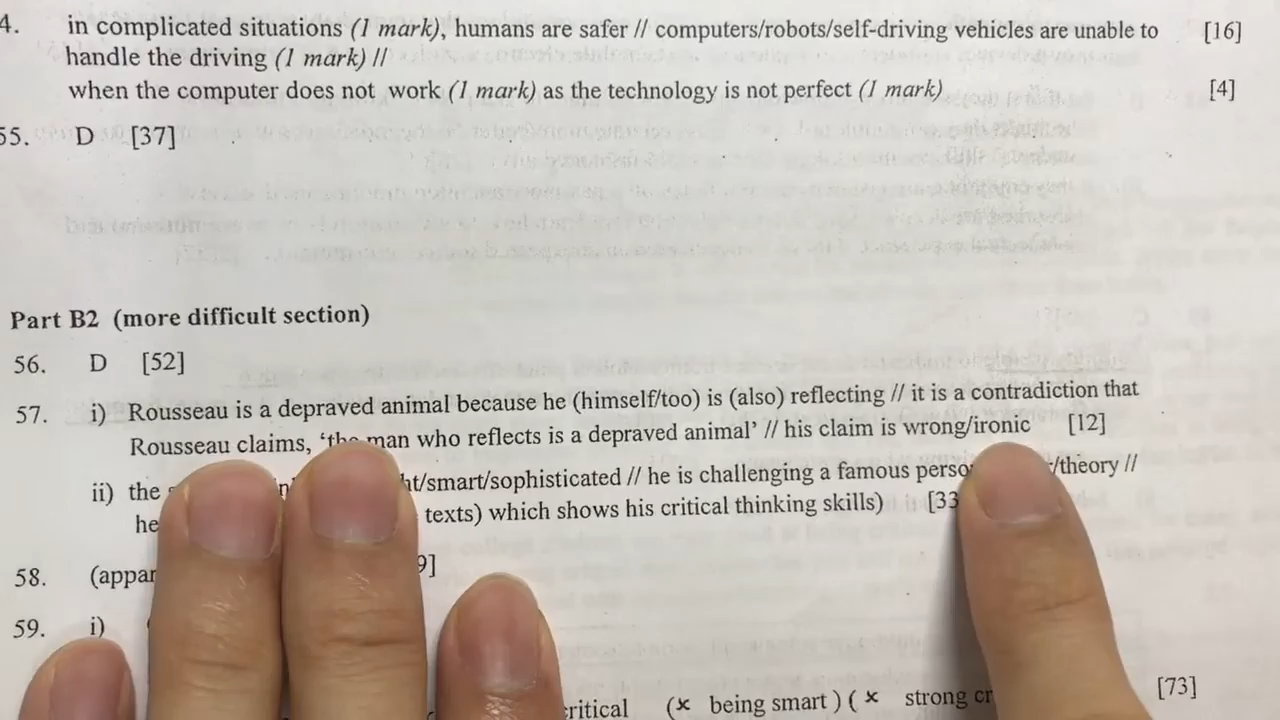 4. in complicated situations (1 mark), humans are safer // computers/robots/self-driving vehicles are unable to [16]
handle the driving (1 mark) //
when the computer does not work (1 mark) as the technology is not perfect (1 mark) [4]
55. D [37]
Part B2 (more difficult section)
56. D [52]
57. i) Rousseau is a depraved animal because he (himself/too) is (also) reflecting // it is a contradiction that
Rousseau claims, ‘the man who reflects is a depraved animal’ // his claim is wrong/ironic [12]
ii) the /smart/sophisticated // he is challenging a famous /theory //
he texts) which shows his critical thinking skills) [33
58. (appar 9]
59. i)
critical (× being smart ) ( × strong cr [73]